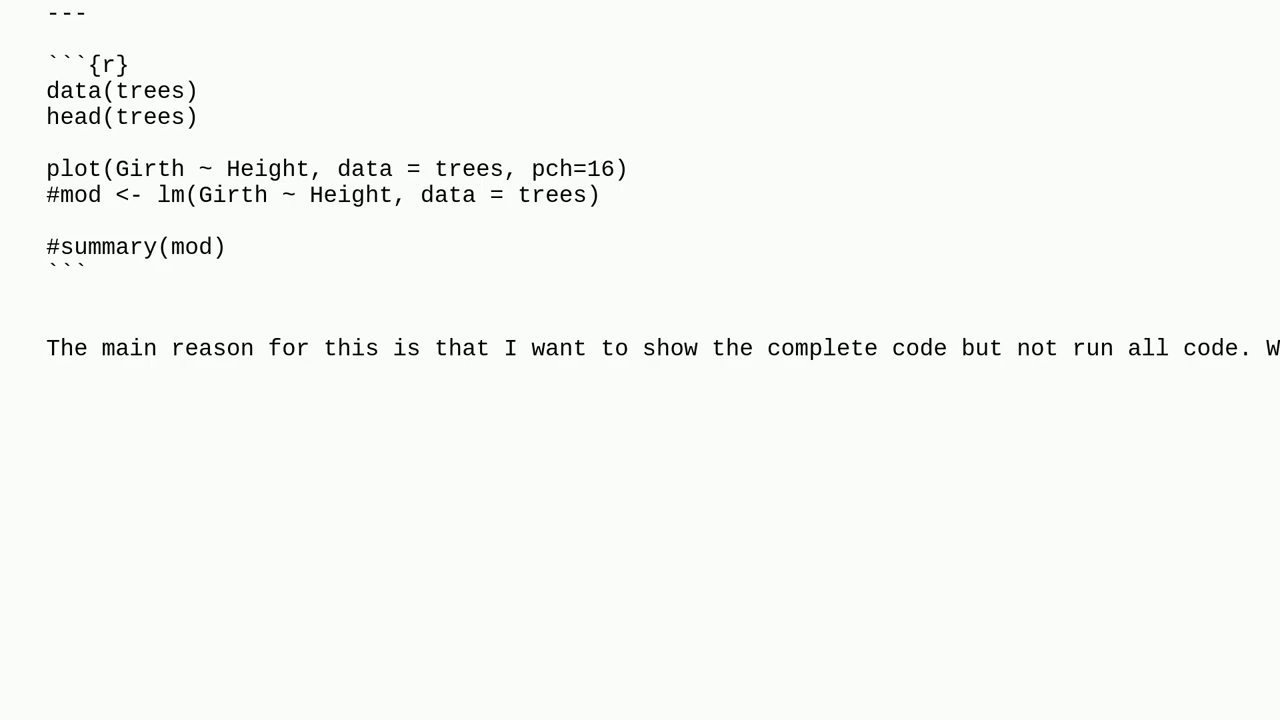 ---
```{r}
data(trees)
head(trees)
plot(Girth ~ Height, data = trees, pch=16)
#mod <- lm(Girth ~ Height, data = trees)
#summary(mod)
```
The main reason for this is that I want to show the complete code but not run all code. W